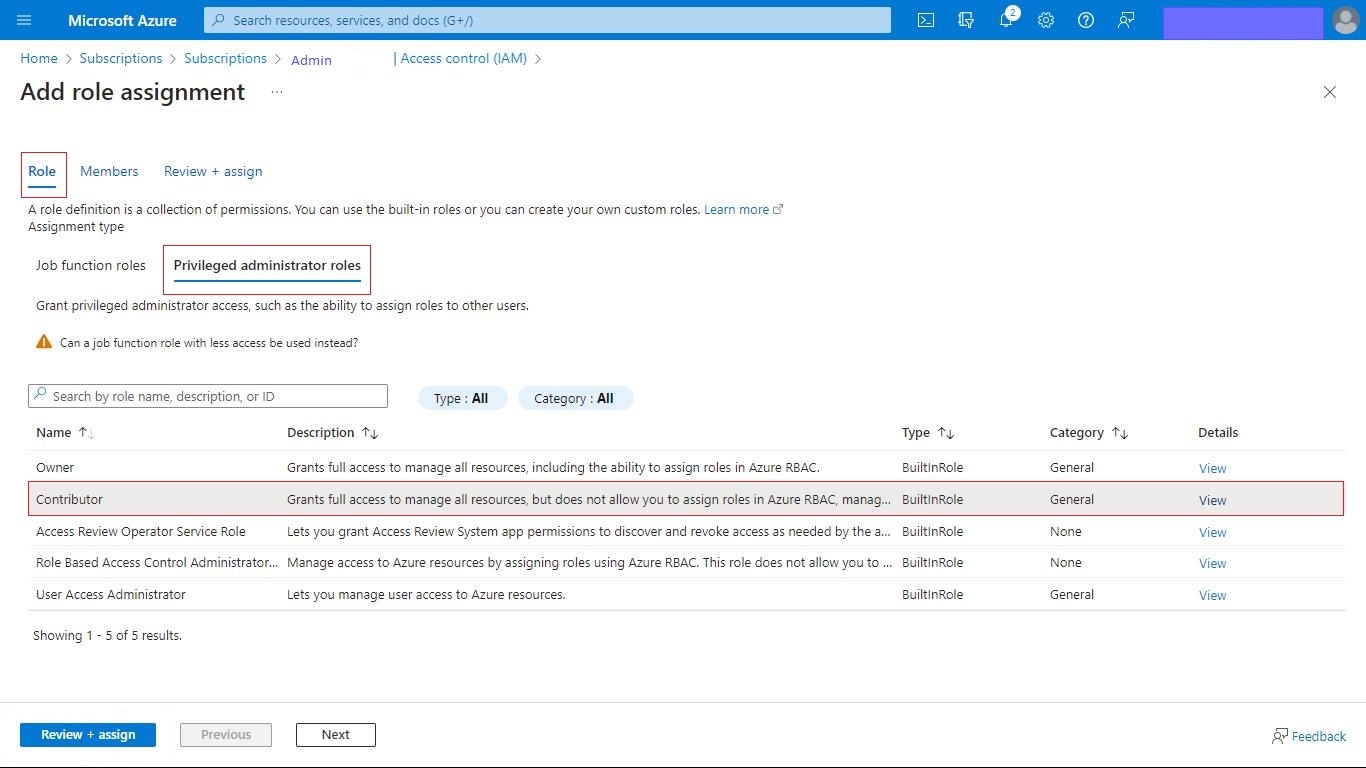 Microsoft Azure
Search resources, services, and docs (G+/)
2
Home > Subscriptions > Subscriptions > Admin | Access control (IAM) >
Add role assignment ...
Role Members Review + assign
A role definition is a collection of permissions. You can use the built-in roles or you can create your own custom roles. Learn more
Assignment type
Job function roles Privileged administrator roles
Grant privileged administrator access, such as the ability to assign roles to other users.
Can a job function role with less access be used instead?
Search by role name, description, or ID Type : All Category : All
Name ↑↓ Description ↑↓ Type ↑↓ Category ↑↓ Details
Owner Grants full access to manage all resources, including the ability to assign roles in Azure RBAC. BuiltInRole General View
Contributor Grants full access to manage all resources, but does not allow you to assign roles in Azure RBAC, manag... BuiltInRole General View
Access Review Operator Service Role Lets you grant Access Review System app permissions to discover and revoke access as needed by the a... BuiltInRole None View
Role Based Access Control Administrator... Manage access to Azure resources by assigning roles using Azure RBAC. This role does not allow you to ... BuiltInRole None View
User Access Administrator Lets you manage user access to Azure resources. BuiltInRole General View
Showing 1 - 5 of 5 results.
Review + assign Previous Next Feedback